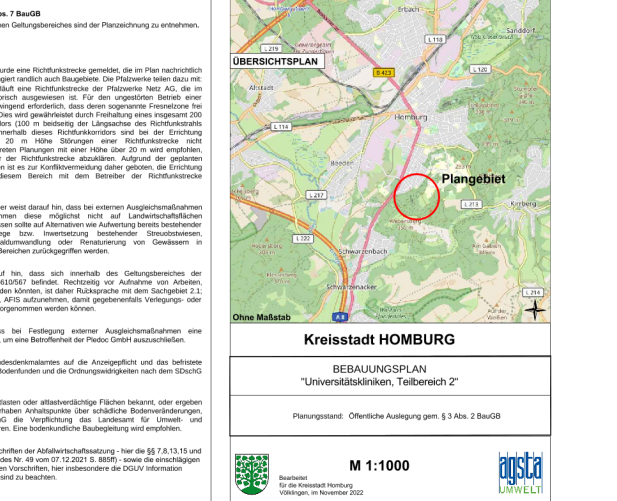 bs. 7 BauGB
en Geltungsbereiches sind der Planzeichnung zu entnehmen.
urde eine Richtfunkstrecke gemeldet, die im Plan nachrichtlich
giert randlich auch Baugebiete. Die Pfalzwerke teilen dazu mit:
läuft eine Richtfunkstrecke der Pfalzwerke Netz AG, die im
orisch ausgewiesen ist. Für den ungestörten Betrieb einer
wingend erforderlich, dass deren sogenannte Fresnelzone frei
Dies wird gewährleistet durch Freihaltung eines insgesamt 200
dors (100 m beidseitig der Längsachse des Richtfunkstrahls
nnerhalb dieses Richtfunkkorridors sind bei der Errichtung
20 m Höhe Störungen einer Richtfunkstrecke nicht
reten Planungen mit einer Höhe über 20 m wird empfohlen,
r der Richtfunkstrecke abzuklären. Aufgrund der geplanten
en ist es zur Konfliktvermeidung daher geboten, die Errichtung
diesem Bereich mit dem Betreiber der Richtfunkstrecke
er weist darauf hin, dass bei externen Ausgleichsmaßnahmen
hmen diese möglichst nicht auf Landwirtschaftsflächen
ssen sollte auf Alternativen wie Aufwertung bereits bestehender
ege bzw. Inwertsetzung bestehender Streuobstwiesen,
aldumwandlung oder Renaturierung von Gewässern in
Bereichen zurückgegriffen werden.
uf hin, dass sich innerhalb des Geltungsbereiches der
610/567 befindet. Rechtzeitig vor Aufnahme von Arbeiten,
den könnten, ist daher Rücksprache mit dem Sachgebiet 2.1;
, AFIS aufzunehmen, damit gegebenenfalls Verlegungs- oder
orgenommen werden können.
ss bei Festlegung externer Ausgleichsmaßnahmen eine
, um eine Betroffenheit der Pledoc GmbH auszuschließen.
ndesdenkmalamtes auf die Anzeigepflicht und das befristete
Bodenfunden und die Ordnungswidrigkeiten nach dem SDschG
tlasten oder altlastverdächtige Flächen bekannt, oder ergeben
rhaben Anhaltspunkte über schädliche Bodenveränderungen,
hG die Verpflichtung das Landesamt für Umwelt- und
ren. Eine bodenkundliche Baubegleitung wird empfohlen.
chriften der Abfallwirtschaftssatzung - hier die §§ 7,8,13,15 und
des Nr. 49 vom 07.12.2021 S. 885ff) - sowie die einschlägigen
en Vorschriften, hier insbesondere die DGUV Information
sind zu beachten.
Erbach
Sanddorf
L 118
L 219
ÜBERSICHTSPLAN
B 423
L 120
Altstadt
Homburg
L 114
Beeden
Plangebiet
L 217
L 213
Kirrberg
L 222
Schwarzenbach
Schwarzenacker
L 214
Ohne Maßstab
A 8
Kreisstadt HOMBURG
BEBAUUNGSPLAN
"Universitätskliniken, Teilbereich 2"
Planungsstand: Öffentliche Auslegung gem. § 3 Abs. 2 BauGB
M 1:1000
Bearbeitet
für die Kreisstadt Homburg
Völklingen, im November 2022
agsta
UMWELT